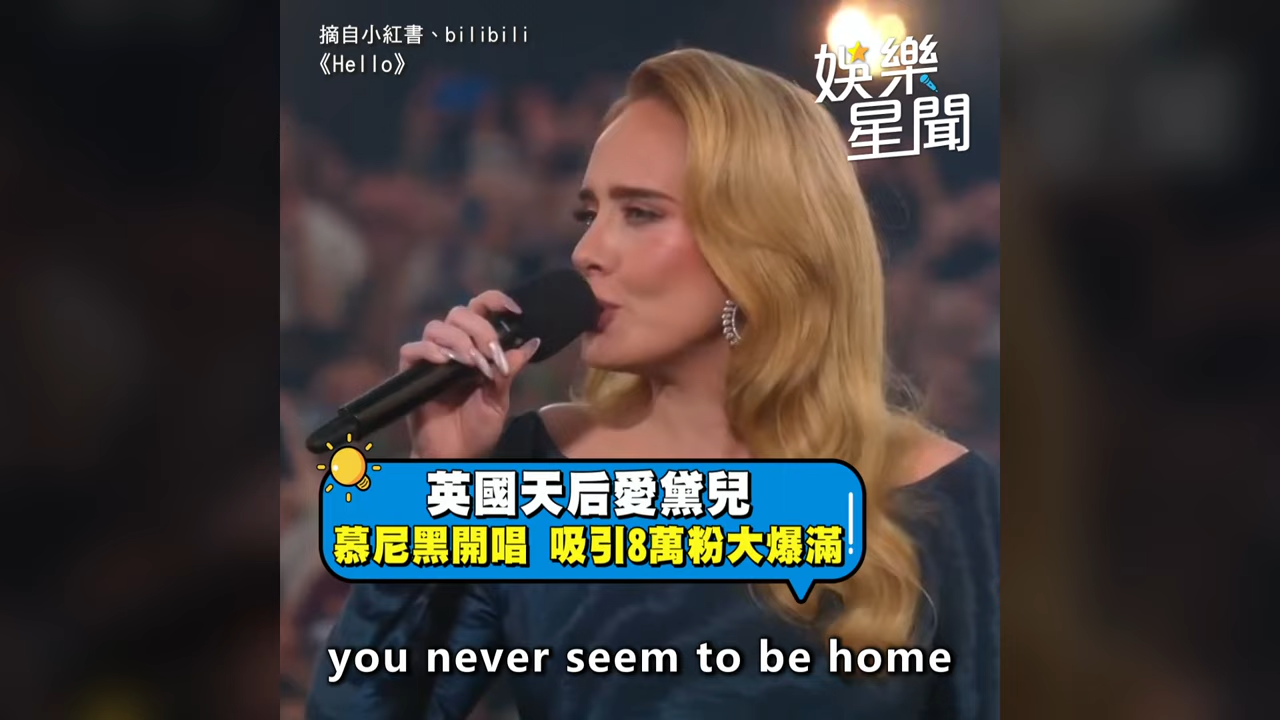 摘自小紅書、bilibili
《Hello》
娛樂
星聞
英國天后愛黛兒
慕尼黑開唱 吸引8萬粉大爆滿!
you never seem to be home